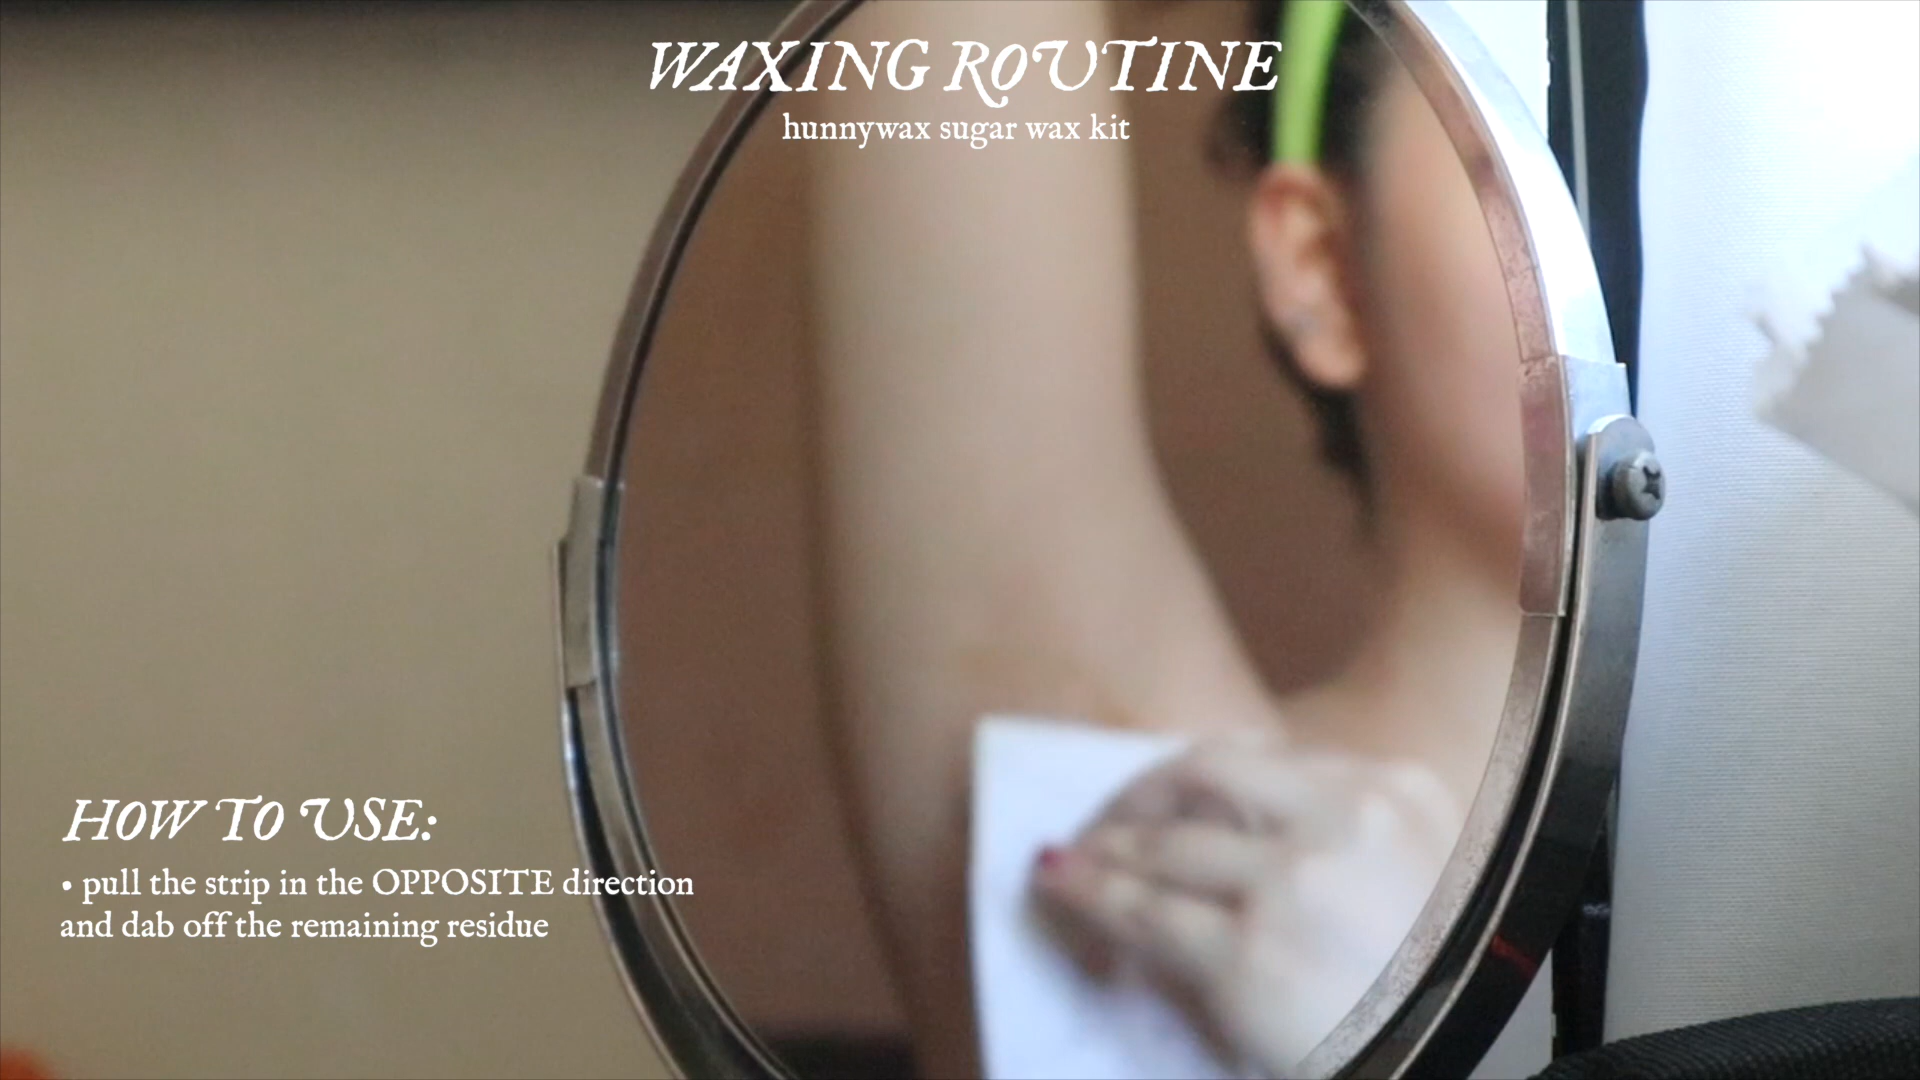 WAXING ROUTINE
hunnywax sugar wax kit
HOW TO USE:
• pull the strip in the OPPOSITE direction
and dab off the remaining residue